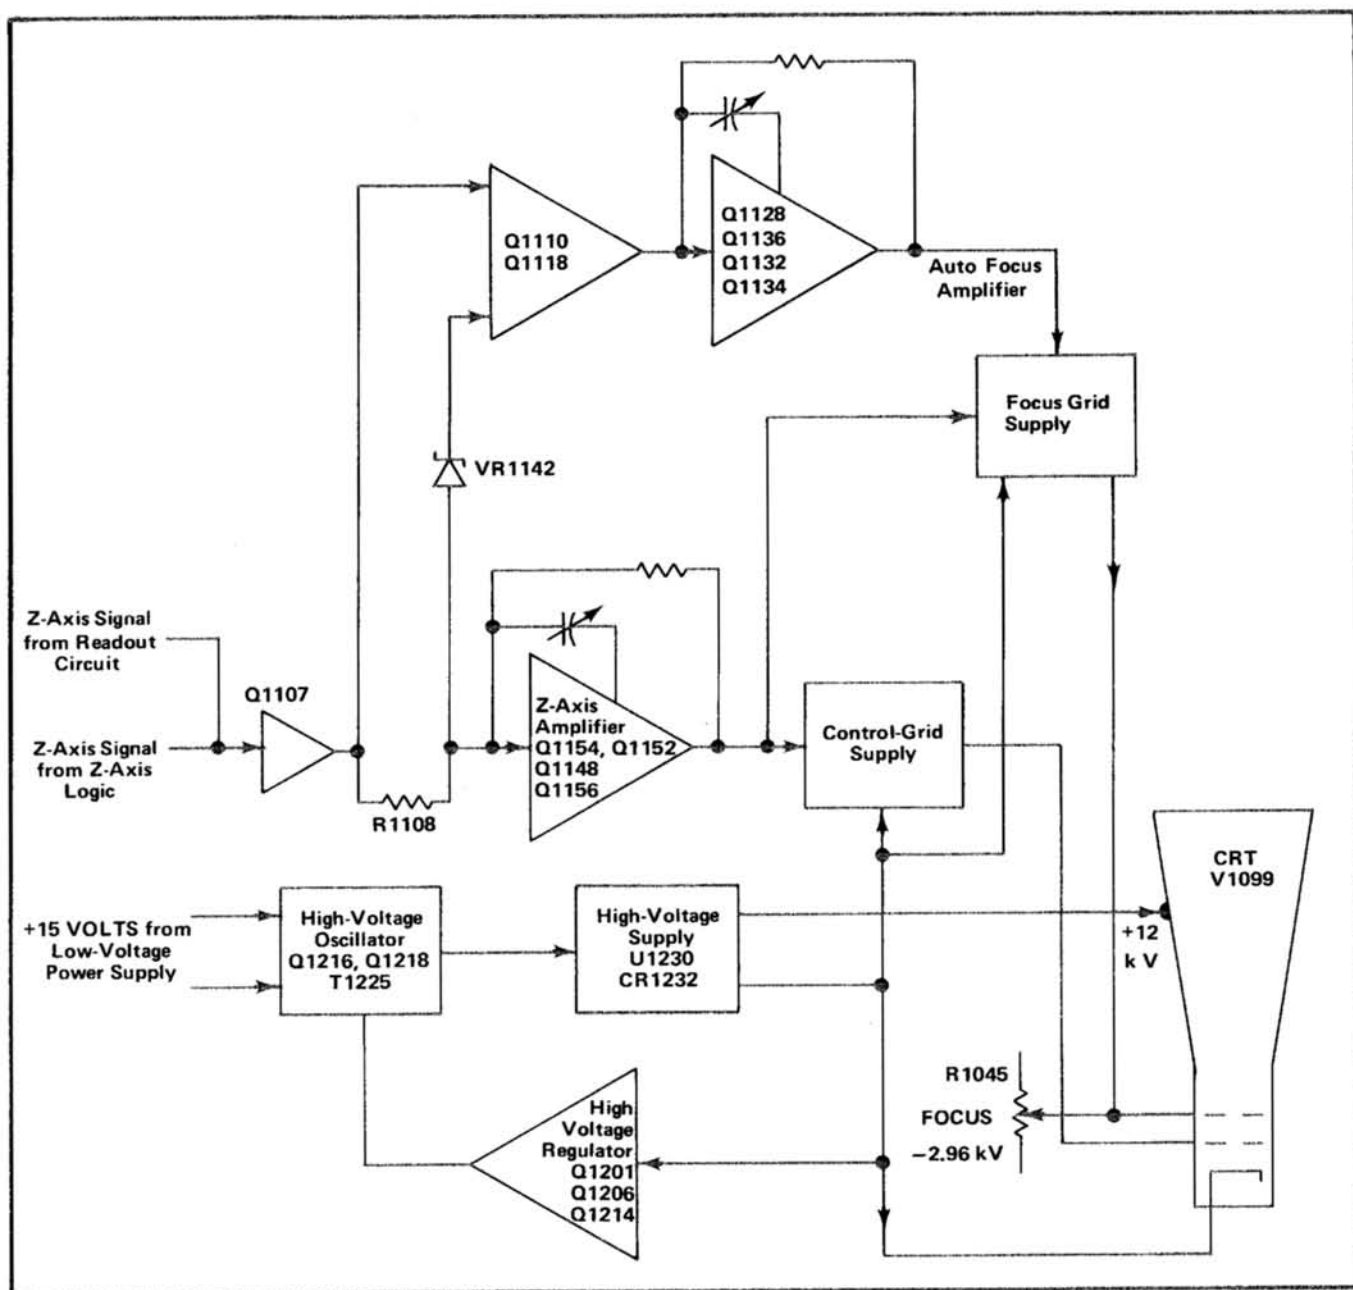 Q1110
Q1118
Q1128
Q1136
Q1132
Q1134
Auto Focus
Amplifier
Focus Grid
Supply
VR1142
Z-Axis Signal
from Readout
Circuit
Q1107
Z-Axis Signal
from Z-Axis
Logic
R1108
Z-Axis
Amplifier
Q1154, Q1152
Q1148
Q1156
Control-Grid
Supply
CRT
V1099
+15 VOLTS from
Low-Voltage
Power Supply
High-Voltage
Oscillator
Q1216, Q1218
T1225
High-Voltage
Supply
U1230
CR1232
+12
kV
High
Voltage
Regulator
Q1201
Q1206
Q1214
R1045
FOCUS
−2.96 kV